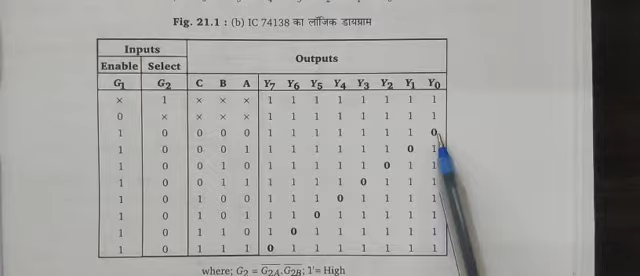 Fig. 21.1 : (b) IC 74138 का लॉजिक डायग्राम
Inputs Outputs
Enable Select
G1 G2 C B A Y7 Y6 Y5 Y4 Y3 Y2 Y1 Y0
× 1 × × × 1 1 1 1 1 1 1 1
0 × × × × 1 1 1 1 1 1 1 1
1 0 0 0 0 1 1 1 1 1 1 1 0
1 0 0 0 1 1 1 1 1 1 1 0 1
1 0 0 1 0 1 1 1 1 1 0 1 1
1 0 0 1 1 1 1 1 1 0 1 1 1
1 0 1 0 0 1 1 1 0 1 1 1 1
1 0 1 0 1 1 1 0 1 1 1 1 1
1 0 1 1 0 1 0 1 1 1 1 1 1
1 0 1 1 1 0 1 1 1 1 1 1 1
where; G2 = G2A.G2B; 1'= High